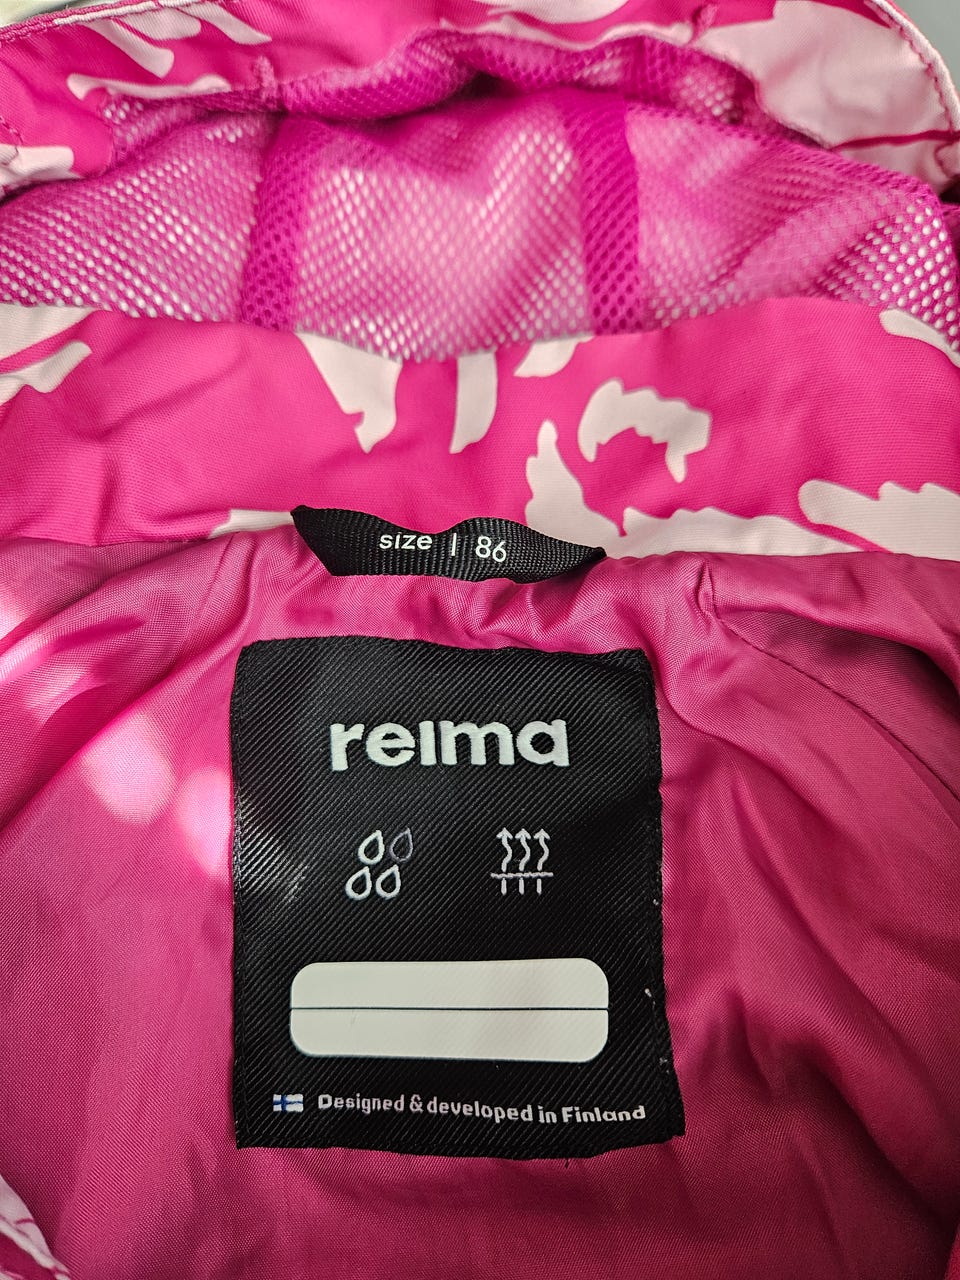 size | 86
reima
Designed & developed in Finland